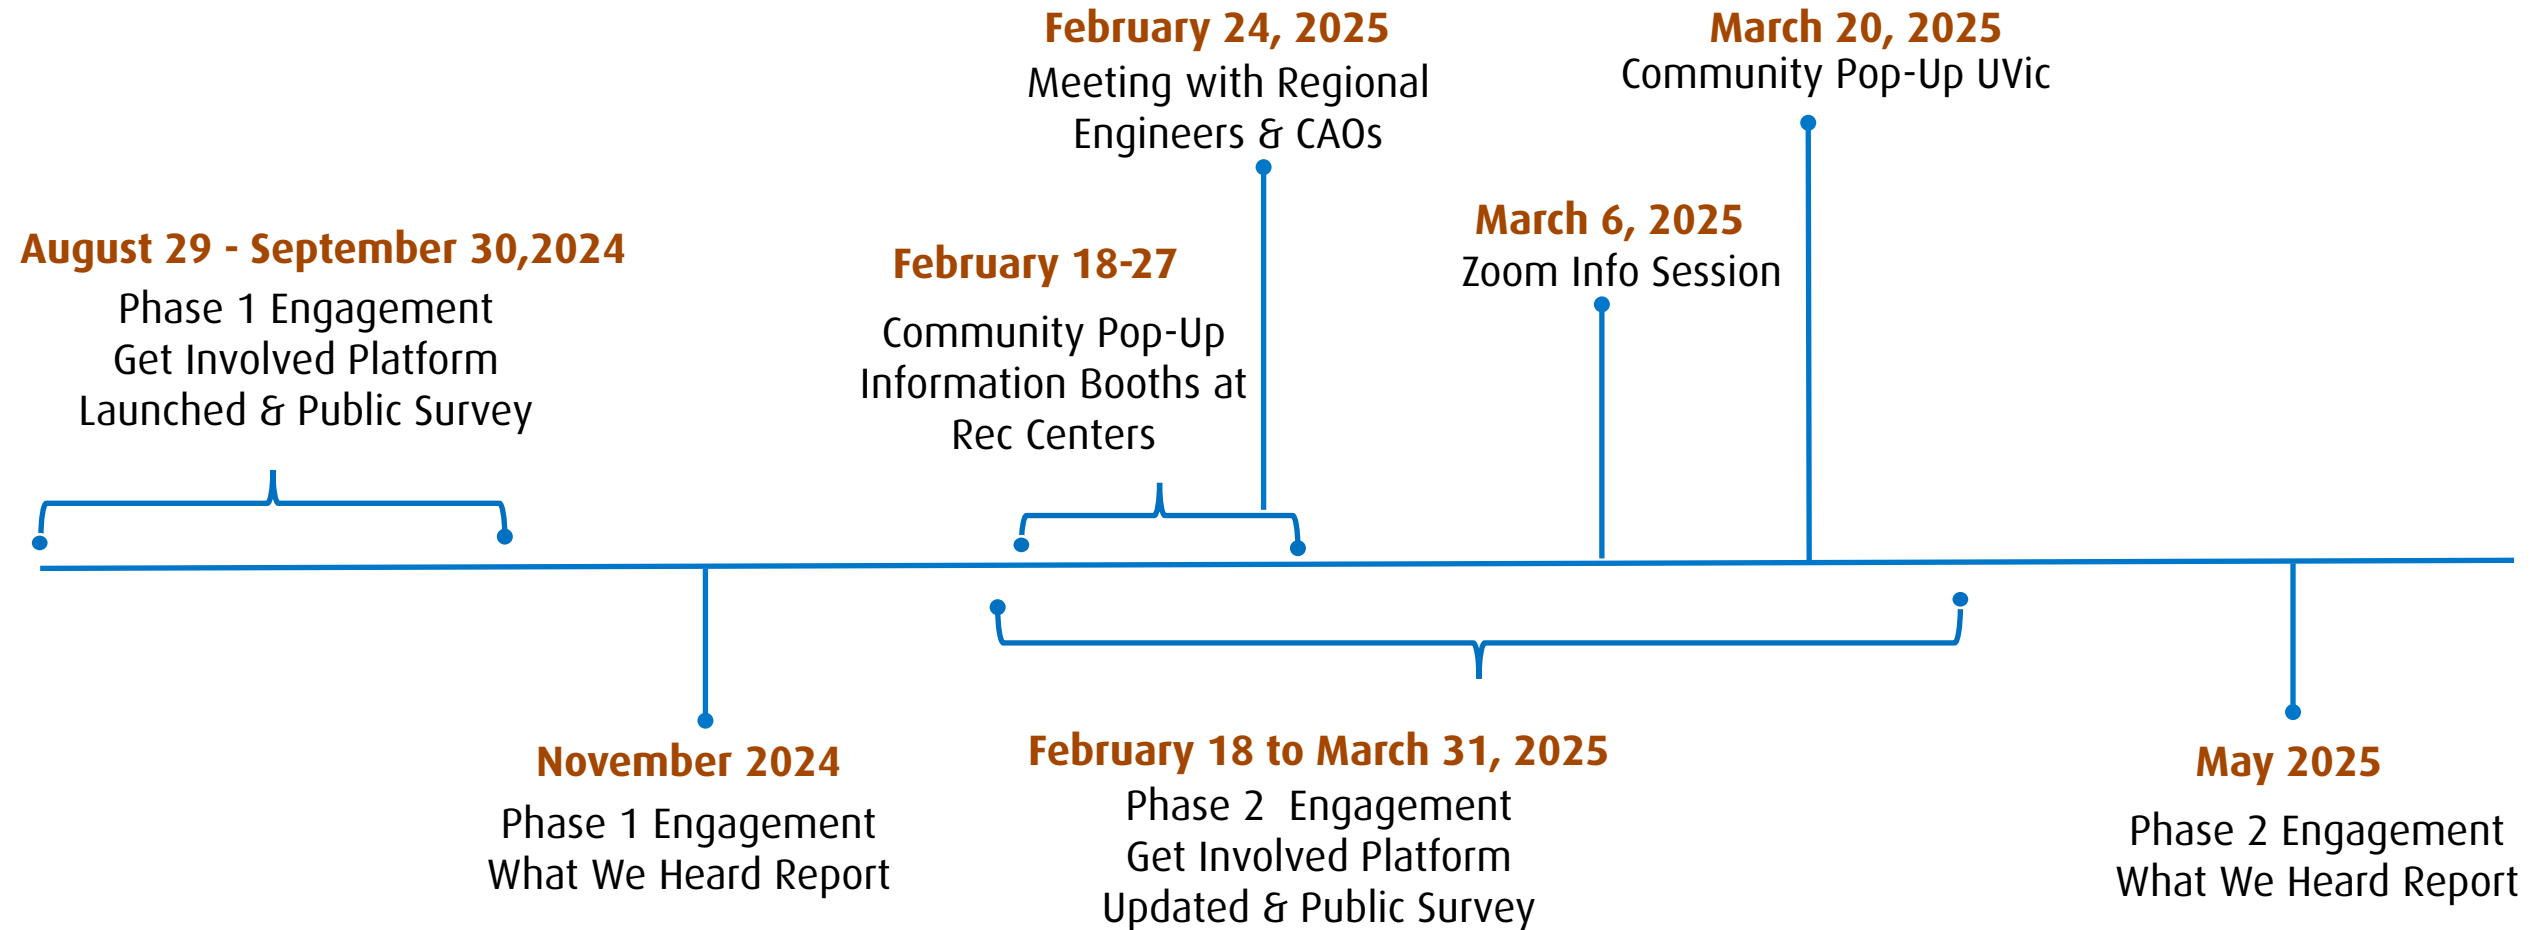 August 29 - September 30,2024
Phase 1 Engagement
Get Involved Platform
Launched & Public Survey
November 2024
Phase 1 Engagement
What We Heard Report
February 18-27
Community Pop-Up
Information Booths at
Rec Centers
February 24, 2025
Meeting with Regional
Engineers & CAOs
February 18 to March 31, 2025
Phase 2  Engagement
Get Involved Platform
Updated & Public Survey
March 6, 2025
Zoom Info Session
March 20, 2025
Community Pop-Up UVic
May 2025
Phase 2 Engagement
What We Heard Report